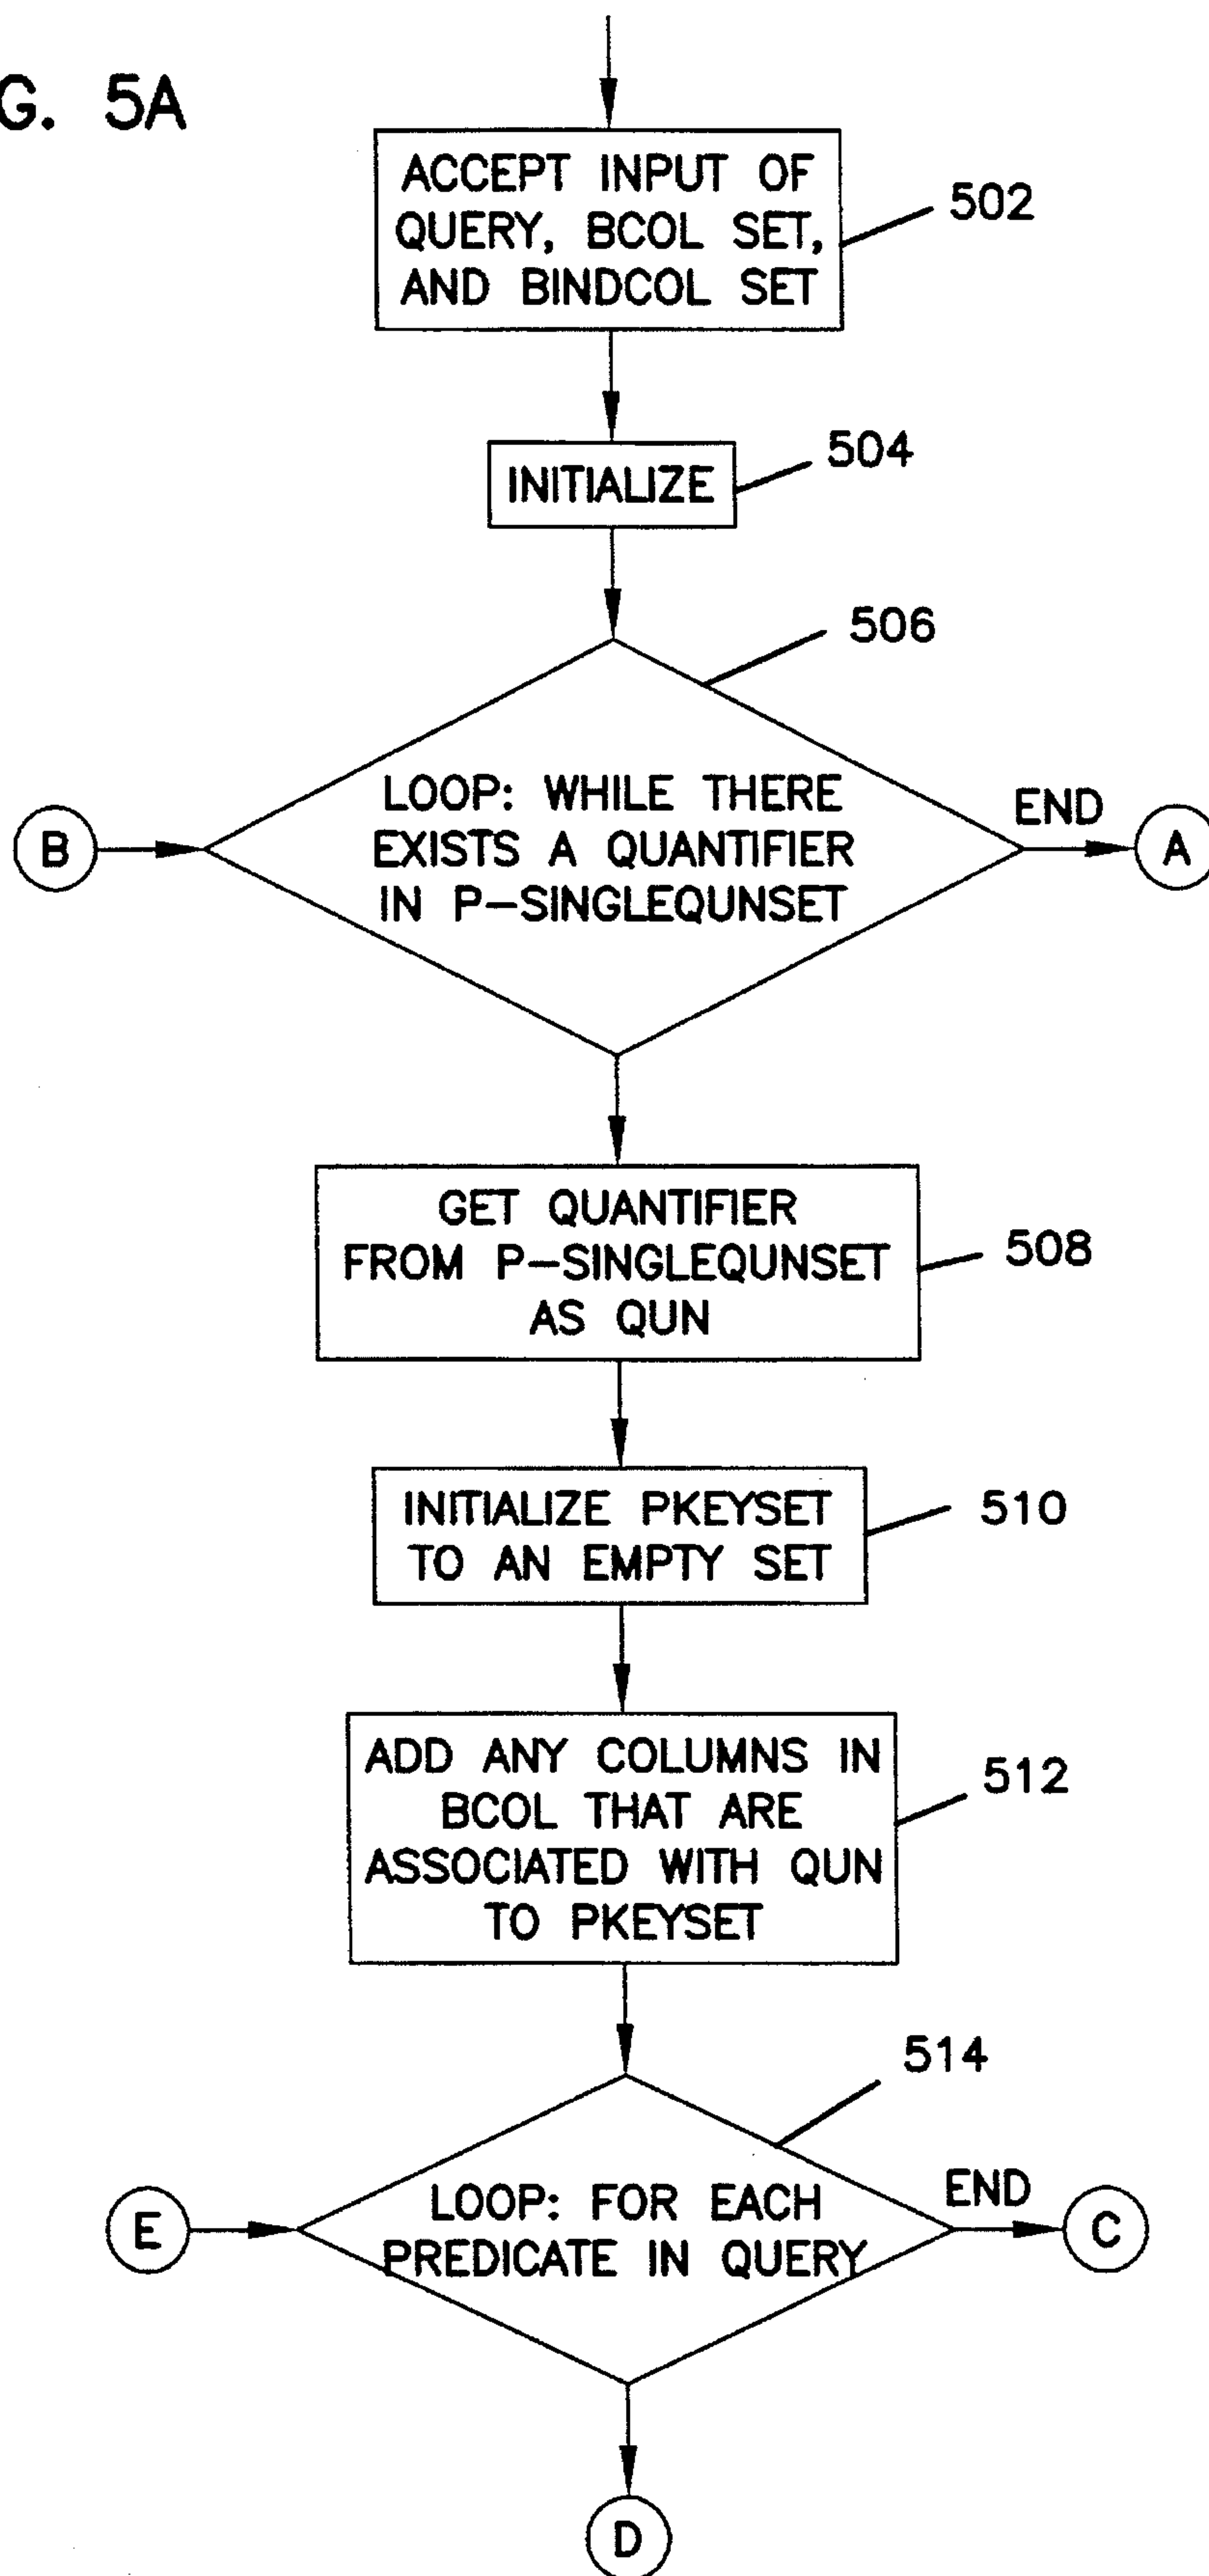 G. 5A
ACCEPT INPUT OF
QUERY, BCOL SET,
AND BINDCOL SET
502
INITIALIZE
504
506
LOOP: WHILE THERE
EXISTS A QUANTIFIER
IN P-SINGLEQUNSET
B
END
A
GET QUANTIFIER
FROM P-SINGLEQUNSET
AS QUN
508
INITIALIZE PKEYSET
TO AN EMPTY SET
510
ADD ANY COLUMNS IN
BCOL THAT ARE
ASSOCIATED WITH QUN
TO PKEYSET
512
514
LOOP: FOR EACH
PREDICATE IN QUERY
E
END
C
D